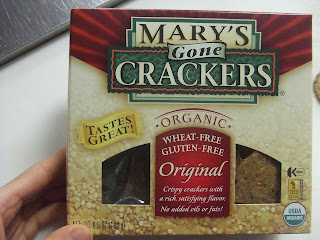 MARY'S
Gone
CRACKERS®
ORGANIC
TASTES
GREAT!
WHEAT-FREE
GLUTEN-FREE
Original
Crispy crackers with
a rich, satisfying flavor.
No added oils or fats!
USDA
ORGANIC